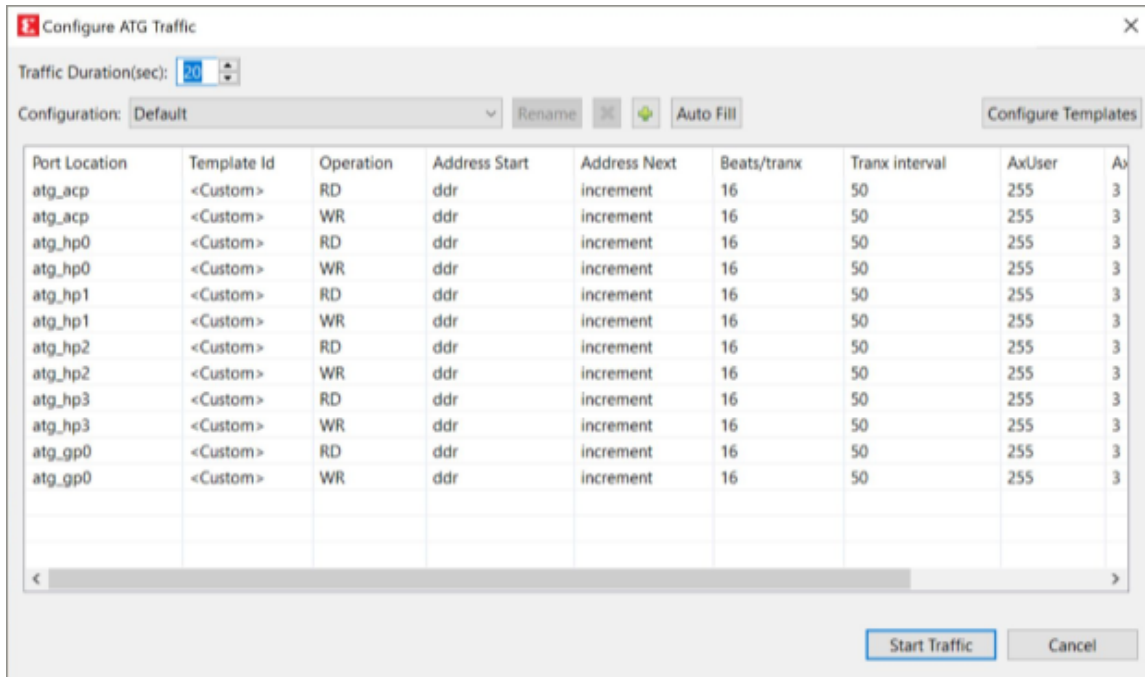 Configure ATG Traffic
Traffic Duration(sec): 20
Configuration: Default Rename Auto Fill Configure Templates
Port Location Template Id Operation Address Start Address Next Beats/tranx Tranx interval AxUser
atg_acp <Custom> RD ddr increment 16 50 255 3
atg_acp <Custom> WR ddr increment 16 50 255 3
atg_hp0 <Custom> RD ddr increment 16 50 255 3
atg_hp0 <Custom> WR ddr increment 16 50 255 3
atg_hp1 <Custom> RD ddr increment 16 50 255 3
atg_hp1 <Custom> WR ddr increment 16 50 255 3
atg_hp2 <Custom> RD ddr increment 16 50 255 3
atg_hp2 <Custom> WR ddr increment 16 50 255 3
atg_hp3 <Custom> RD ddr increment 16 50 255 3
atg_hp3 <Custom> WR ddr increment 16 50 255 3
atg_gp0 <Custom> RD ddr increment 16 50 255 3
atg_gp0 <Custom> WR ddr increment 16 50 255 3
Start Traffic Cancel